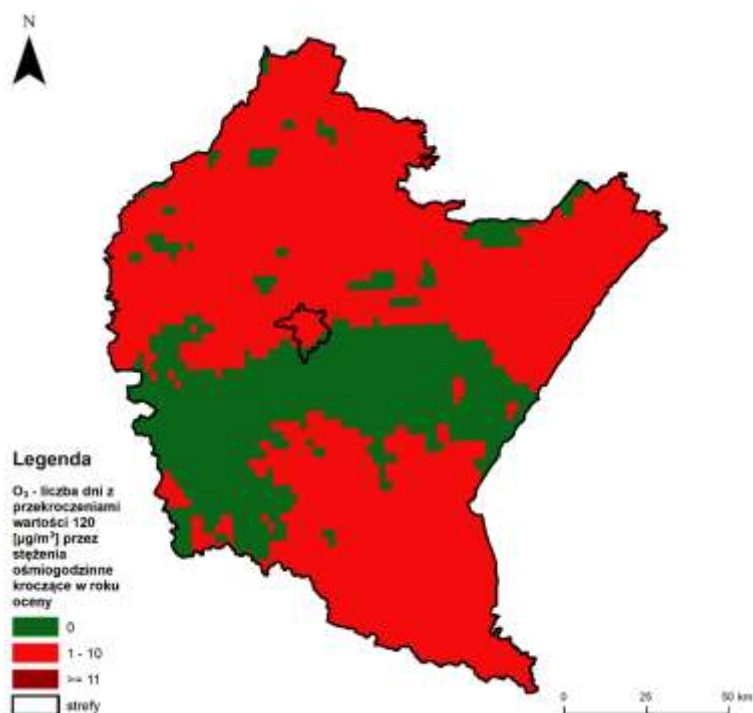 N
Legenda
O₃ - liczba dni z
przekroczeniami
wartości 120
[µg/m³] przez
stężenia
ośmiogodzinne
kroczące w roku
oceny
0
1 - 10
>= 11
strefy
0 25 50 km